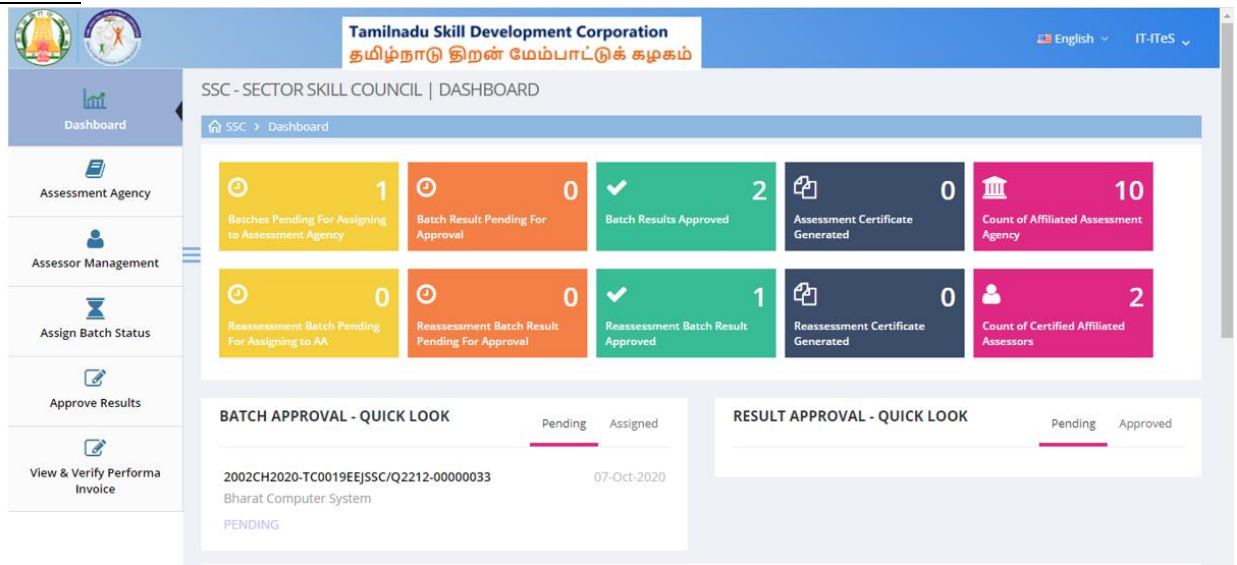 Tamilnadu Skill Development Corporation
தமிழ்நாடு திறன் மேம்பாட்டுக் கழகம்
English
IT-ITeS
Dashboard
Assessment Agency
Assessor Management
Assign Batch Status
Approve Results
View & Verify Performa
Invoice
SSC - SECTOR SKILL COUNCIL | DASHBOARD
SSC > Dashboard
1
Batches Pending For Assigning
to Assessment Agency
0
Batch Result Pending For
Approval
2
Batch Results Approved
0
Assessment Certificate
Generated
10
Count of Affiliated Assessment
Agency
0
Reassessment Batch Pending
For Assigning to AA
0
Reassessment Batch Result
Pending For Approval
1
Reassessment Batch Result
Approved
0
Reassessment Certificate
Generated
2
Count of Certified Affiliated
Assessors
BATCH APPROVAL - QUICK LOOK
Pending
Assigned
2002CH2020-TC0019EEJSSC/Q2212-00000033
07-Oct-2020
Bharat Computer System
PENDING
RESULT APPROVAL - QUICK LOOK
Pending
Approved